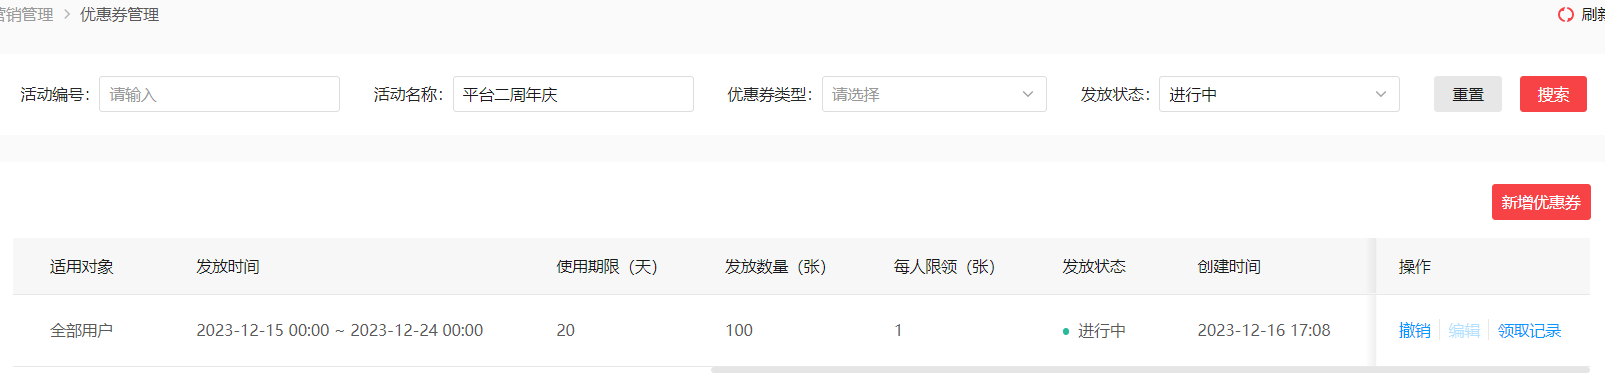 营销管理 > 优惠券管理 刷新
活动编号： 请输入 活动名称： 平台二周年庆 优惠券类型： 请选择 发放状态： 进行中 重置 搜索
新增优惠券
适用对象 发放时间 使用期限（天） 发放数量（张） 每人限领（张） 发放状态 创建时间 操作
全部用户 2023-12-15 00:00 ~ 2023-12-24 00:00 20 100 1 进行中 2023-12-16 17:08 撤销 编辑 领取记录